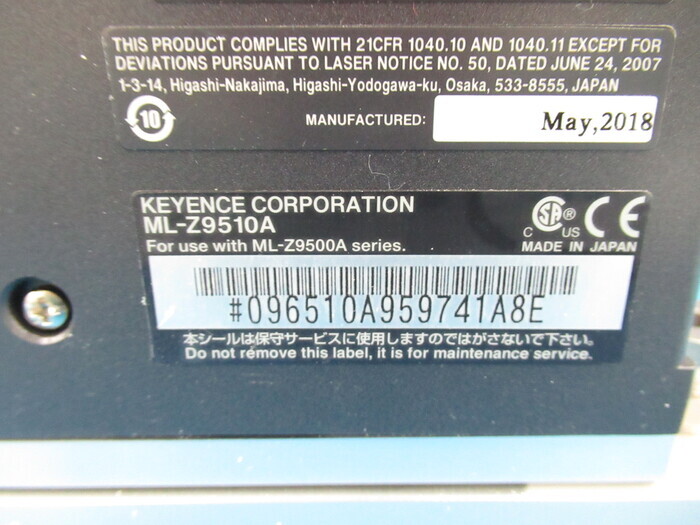 THIS PRODUCT COMPLIES WITH 21CFR 1040.10 AND 1040.11 EXCEPT FOR
DEVIATIONS PURSUANT TO LASER NOTICE NO. 50, DATED JUNE 24, 2007
1-3-14, Higashi-Nakajima, Higashi-Yodogawa-ku, Osaka, 533-8555, JAPAN
10
MANUFACTURED: May,2018
KEYENCE CORPORATION
ML-Z9510A
For use with ML-Z9500A series.
C SA ® US CE
MADE IN JAPAN
#096510A959741A8E
本シールは保守サービスに使用しますのではがさないで下さい。
Do not remove this label, it is for maintenance service.